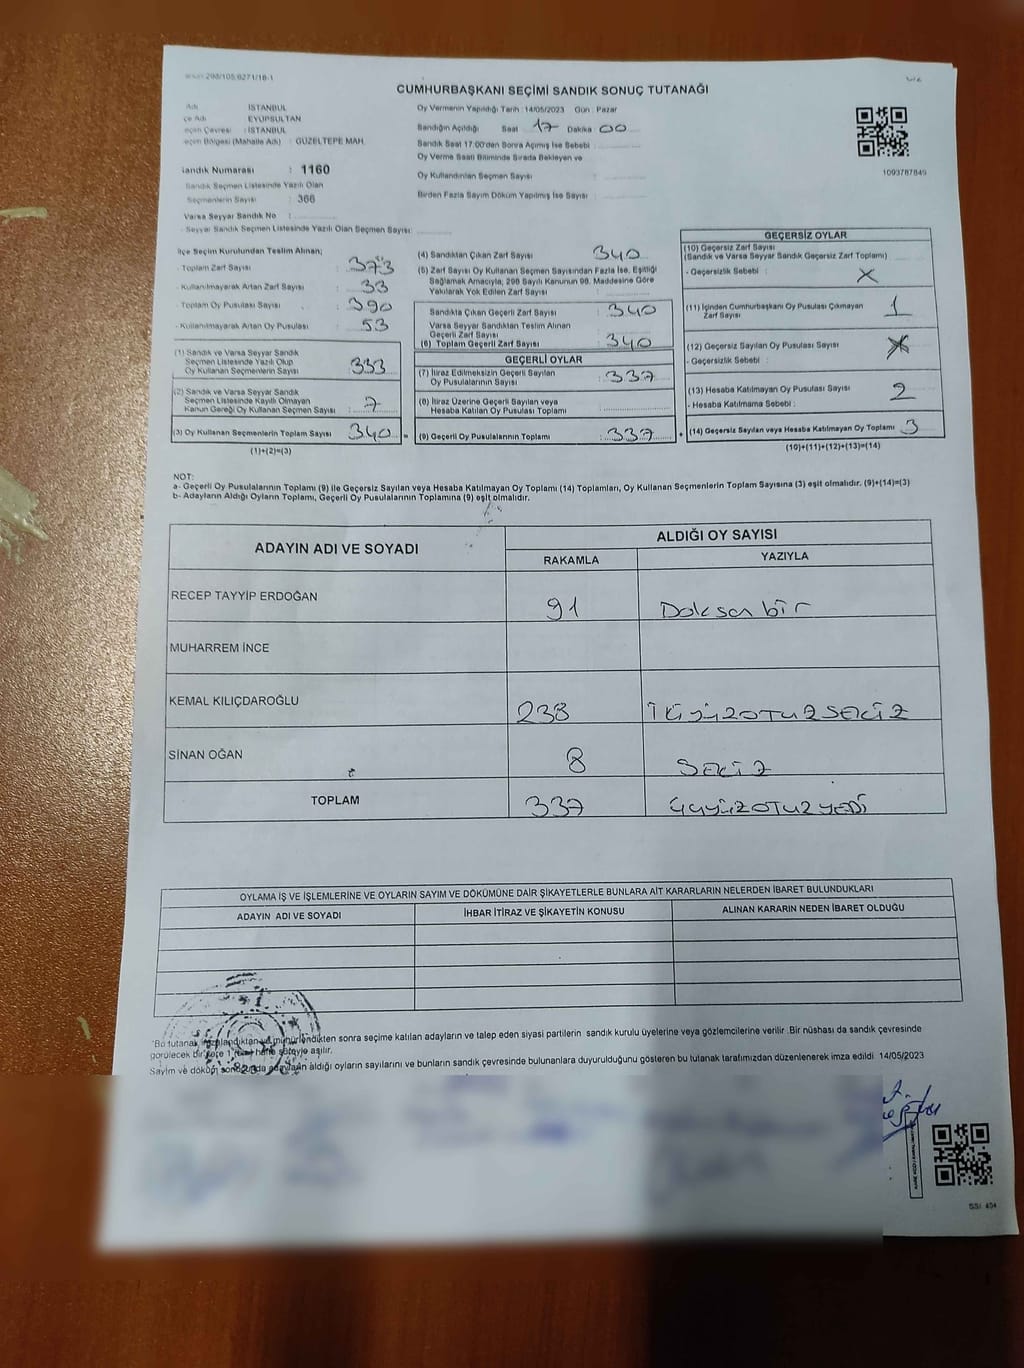 CUMHURBAŞKANI SEÇİMİ SANDIK SONUÇ TUTANAĞI
Adı : İSTANBUL
çe Adı : EYÜPSULTAN
eçim Çevresi : İSTANBUL
eçim Bölgesi (Mahalle Adı) : GÜZELTEPE MAH.
andık Numarası : 1160
Sandık Seçmen Listesinde Yazılı Olan
Seçmenlerin Sayısı : 366
Varsa Seyyar Sandık No :
- Seyyar Sandık Seçmen Listesinde Yazılı Olan Seçmen Sayısı:
Oy Vermenin Yapıldığı Tarih :14/05/2023 Gün : Pazar
Sandığın Açıldığı Saat 17 Dakika 00
Sandık Saat 17:00'den Sonra Açılmış İse Sebebi :
Oy Verme Saati Bitiminde Sırada Bekleyen ve
Oy Kullandırılan Seçmen Sayısı :
Birden Fazla Sayım Döküm Yapılmış İse Sayısı :
1093787849
İlçe Seçim Kurulundan Teslim Alınan;
- Toplam Zarf Sayısı : 373
- Kullanılmayarak Artan Zarf Sayısı : 33
- Toplam Oy Pusulası Sayısı : 390
- Kullanılmayarak Artan Oy Pusulası : 53
(1) Sandık ve Varsa Seyyar Sandık
Seçmen Listesinde Yazılı Olup
Oy Kullanan Seçmenlerin Sayısı : 333
(2) Sandık ve Varsa Seyyar Sandık
Seçmen Listesinde Kayıtlı Olmayan
Kanun Gereği Oy Kullanan Seçmen Sayısı : 7
(3) Oy Kullanan Seçmenlerin Toplam Sayısı : 340 =
(1)+(2)=(3)
(4) Sandıktan Çıkan Zarf Sayısı : 340
(5) Zarf Sayısı Oy Kullanan Seçmen Sayısından Fazla İse, Eşitliği
Sağlamak Amacıyla, 298 Sayılı Kanunun 98. Maddesine Göre
Yakılarak Yok Edilen Zarf Sayısı :
Sandıkta Çıkan Geçerli Zarf Sayısı : 340
Varsa Seyyar Sandıktan Teslim Alınan
Geçerli Zarf Sayısı :
(6) Toplam Geçerli Zarf Sayısı : 340
GEÇERLİ OYLAR
(7) İtiraz Edilmeksizin Geçerli Sayılan
Oy Pusulalarının Sayısı : 337
(8) İtiraz Üzerine Geçerli Sayılan veya
Hesaba Katılan Oy Pusulası Toplamı :
(9) Geçerli Oy Pusulalarının Toplamı : 337 +
GEÇERSİZ OYLAR
(10) Geçersiz Zarf Sayısı
(Sandık ve Varsa Seyyar Sandık Geçersiz Zarf Toplamı)
- Geçersizlik Sebebi :
(11) İçinden Cumhurbaşkanı Oy Pusulası Çıkmayan
Zarf Sayısı : 1
(12) Geçersiz Sayılan Oy Pusulası Sayısı :
- Geçersizlik Sebebi :
(13) Hesaba Katılmayan Oy Pusulası Sayısı : 2
- Hesaba Katılmama Sebebi :
(14) Geçersiz Sayılan veya Hesaba Katılmayan Oy Toplamı : 3
(10)+(11)+(12)+(13)=(14)
NOT:
a- Geçerli Oy Pusulalarının Toplamı (9) ile Geçersiz Sayılan veya Hesaba Katılmayan Oy Toplamı (14) Toplamları, Oy Kullanan Seçmenlerin Toplam Sayısına (3) eşit olmalıdır. (9)+(14)=(3)
b- Adayların Aldığı Oyların Toplamı, Geçerli Oy Pusulalarının Toplamına (9) eşit olmalıdır.
ADAYIN ADI VE SOYADI ALDIĞI OY SAYISI
RAKAMLA YAZIYLA
RECEP TAYYİP ERDOĞAN 91 Doksan bir
MUHARREM İNCE
KEMAL KILIÇDAROĞLU 238 İKİYÜZOTUZSEKİZ
SİNAN OĞAN 8 SEKİZ
TOPLAM 337 ÜÇYÜZOTUZYEDİ
OYLAMA İŞ VE İŞLEMLERİNE VE OYLARIN SAYIM VE DÖKÜMÜNE DAİR ŞİKAYETLERLE BUNLARA AİT KARARLARIN NELERDEN İBARET BULUNDUKLARI
ADAYIN ADI VE SOYADI İHBAR İTİRAZ VE ŞİKAYETİN KONUSU ALINAN KARARIN NEDEN İBARET OLDUĞU
*Bu tutanak imzalandıktan ve mühürlendikten sonra seçime katılan adayların ve talep eden siyasi partilerin sandık kurulu üyelerine veya gözlemcilerine verilir .Bir nüshası da sandık çevresinde
görülecek bir yere 1 (bir) hafta süreyle asılır.
Sayım ve döküm sonucunda adayların aldığı oyların sayılarını ve bunların sandık çevresinde bulunanlara duyurulduğunu gösteren bu tutanak tarafımızdan düzenlenerek imza edildi. 14/05/2023